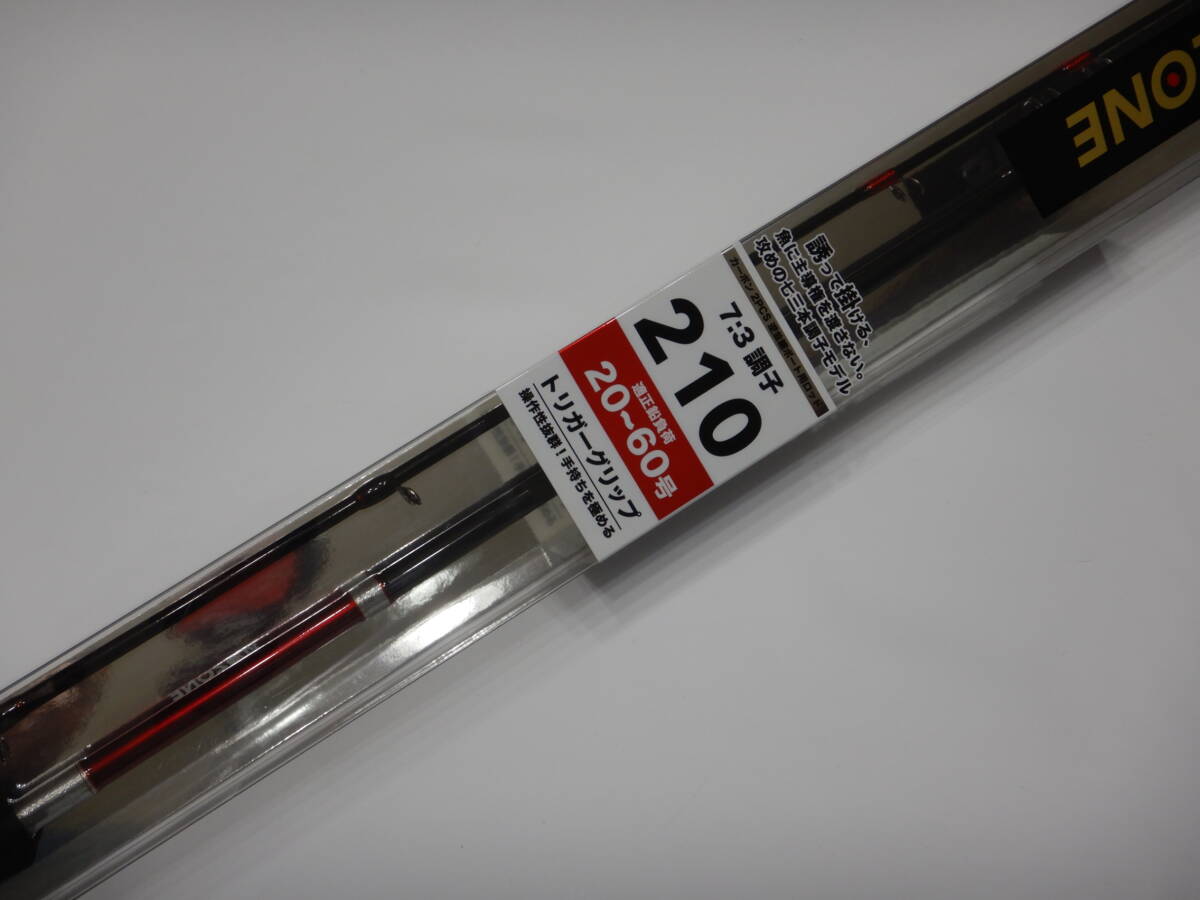 ZONE
誘って掛ける、
魚に主導権を渡さない。
攻めの七三本調子モデル
7:3 調子
210
適正鉛負荷
20~60号
トリガーグリップ
操作性抜群!手持ちを極める